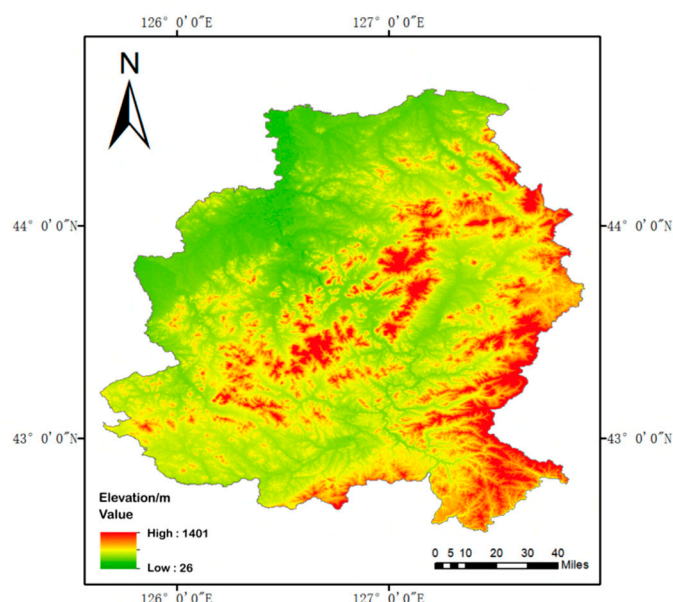 126° 0'0"E 127° 0'0"E
N
44° 0'0"N 44° 0'0"N
43° 0'0"N 43° 0'0"N
Elevation/m
Value
High : 1401
Low : 26
0 5 10 20 30 40
Miles
126° 0'0"E 127° 0'0"E